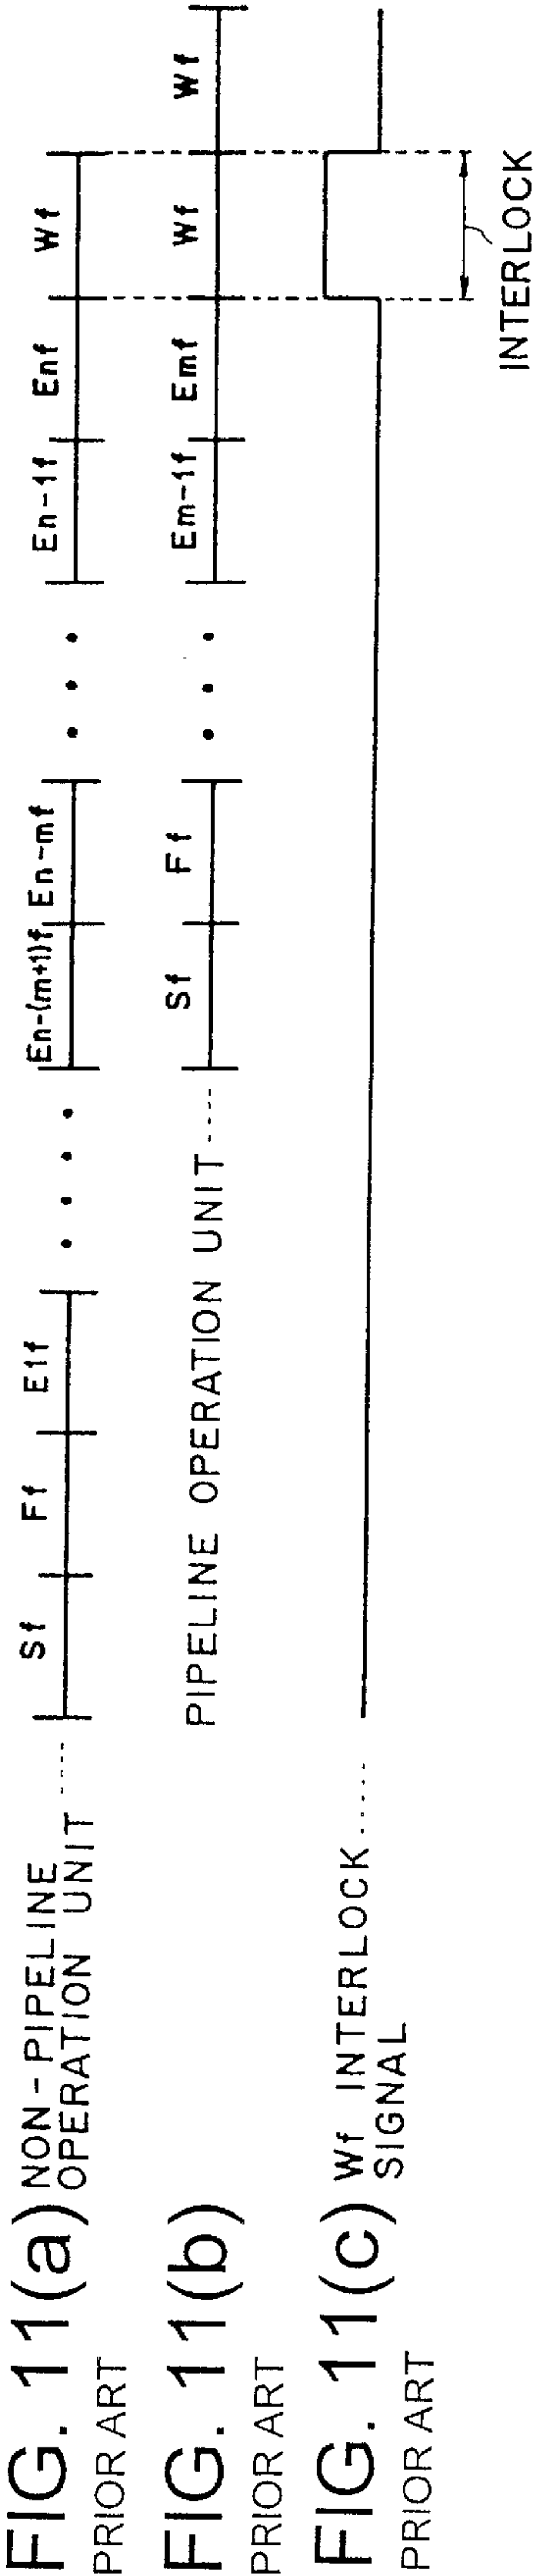 FIG. 11(a)
PRIOR ART
NON-PIPELINE
OPERATION UNIT
Sf Ff E1f En-(m+1)f En-mf En-1f Enf Wf
FIG. 11(b)
PRIOR ART
PIPELINE OPERATION UNIT
Sf Ff Em-1f Emf Wf Wf
FIG. 11(c)
PRIOR ART
Wf INTERLOCK
SIGNAL
INTERLOCK